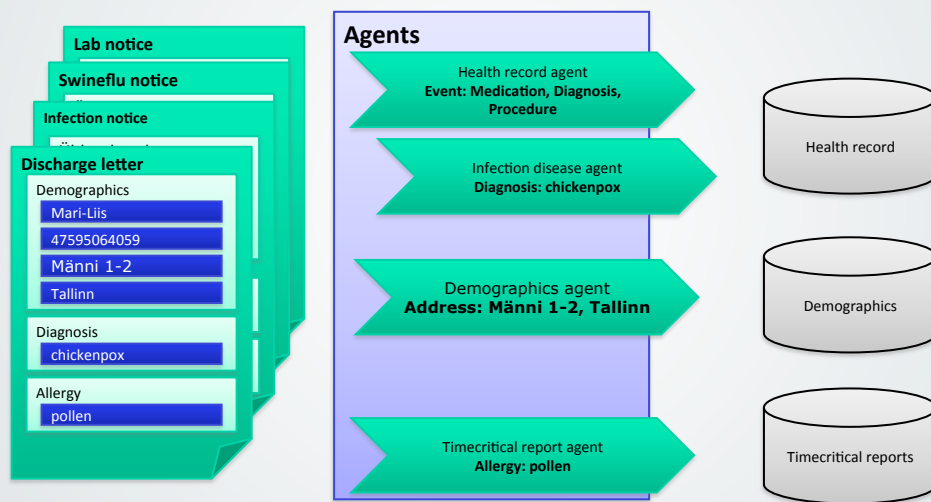 Lab notice
Swineflu notice
Infection notice
Discharge letter
Demographics
Mari-Liis
47595064059
Männi 1-2
Tallinn
Diagnosis
chickenpox
Allergy
pollen
Agents
Health record agent
Event: Medication, Diagnosis,
Procedure
Infection disease agent
Diagnosis: chickenpox
Demographics agent
Address: Männi 1-2, Tallinn
Timecritical report agent
Allergy: pollen
Health record
Demographics
Timecritical reports